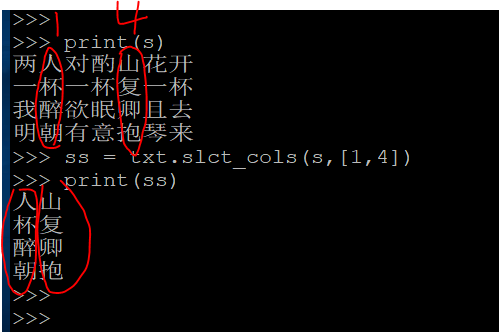 1 4
>>>
>>> print(s)
两人对酌山花开
一杯一杯复一杯
我醉欲眠卿且去
明朝有意抱琴来
>>> ss = txt.slct_cols(s,[1,4])
>>> print(ss)
人山
杯复
醉卿
朝抱
>>>
>>>